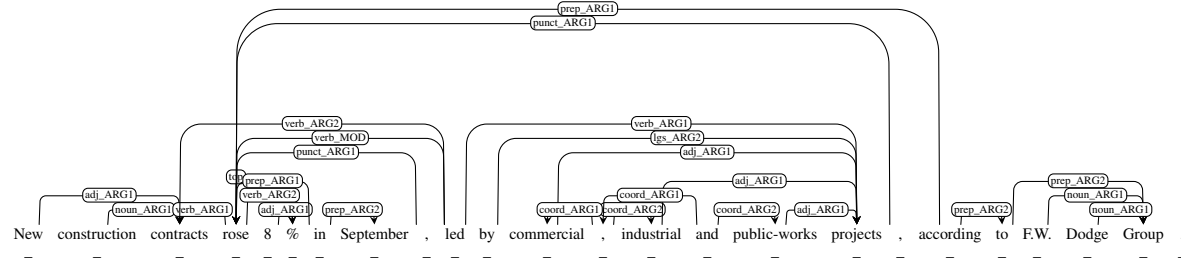 prep_ARG1
punct_ARG1
verb_ARG2 verb_ARG1
verb_MOD lgs_ARG2
punct_ARG1 adj_ARG1
top prep_ARG1 adj_ARG1 prep_ARG2
adj_ARG1 verb_ARG2 coord_ARG1 noun_ARG1
noun_ARG1 verb_ARG1 adj_ARG1 prep_ARG2 coord_ARG1 coord_ARG2 coord_ARG2 adj_ARG1 prep_ARG2 noun_ARG1
New construction contracts rose 8 % in September , led by commercial , industrial and public-works projects , according to F.W. Dodge Group .
_ _ _ _ _ _ _ _ _ _ _ _ _ _ _ _ _ _ _ _ _ _ _ _